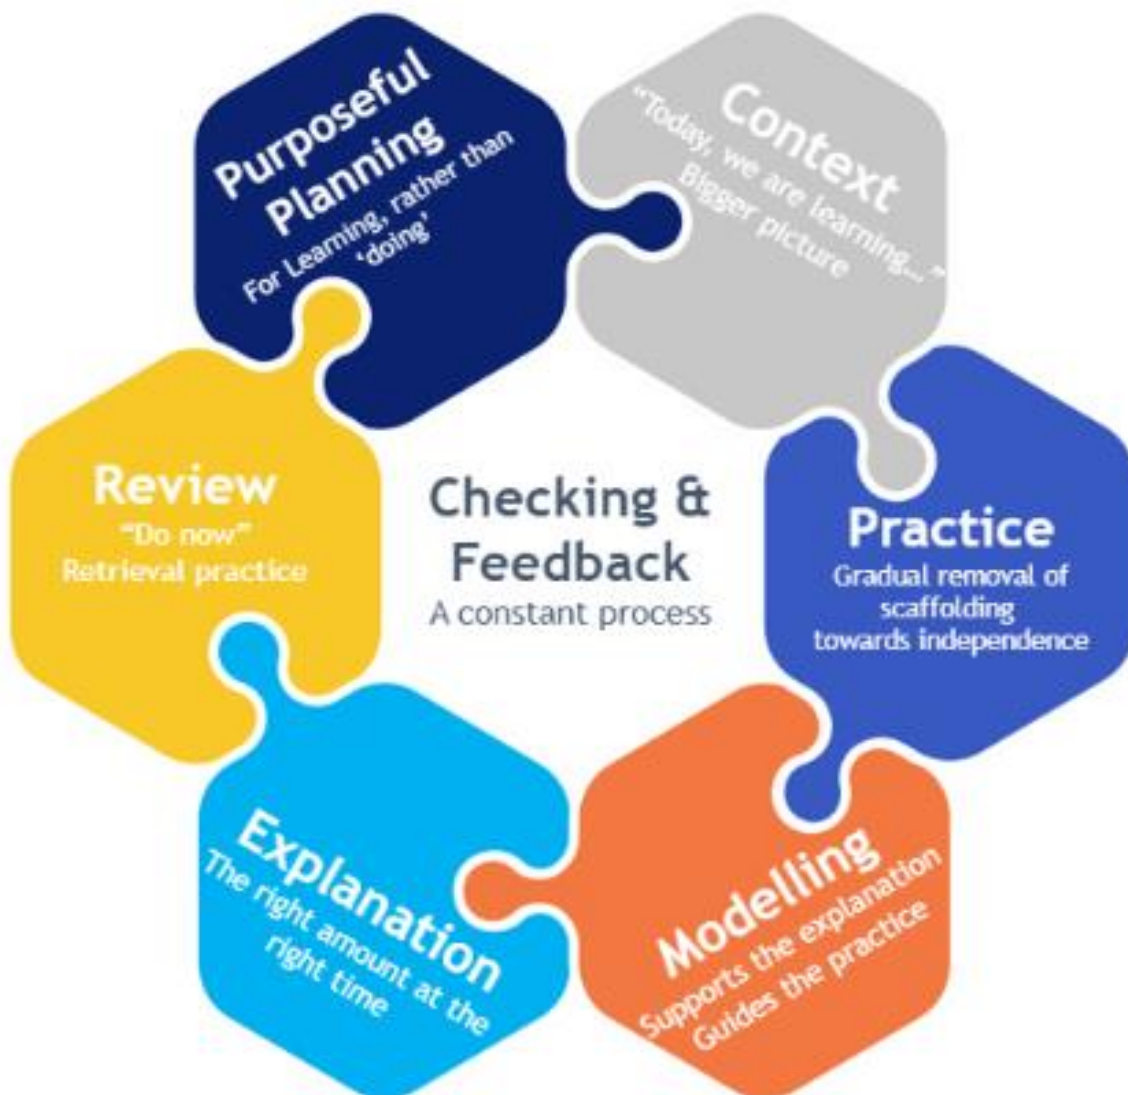 Purposeful
Planning
For Learning, rather than
‘doing’
Context
“Today, we are learning...”
Bigger picture
Review
“Do now”
Retrieval practice
Checking &
Feedback
A constant process
Practice
Gradual removal of
scaffolding
towards independence
Explanation
The right amount at the
right time
Modelling
Supports the explanation
Guides the practice